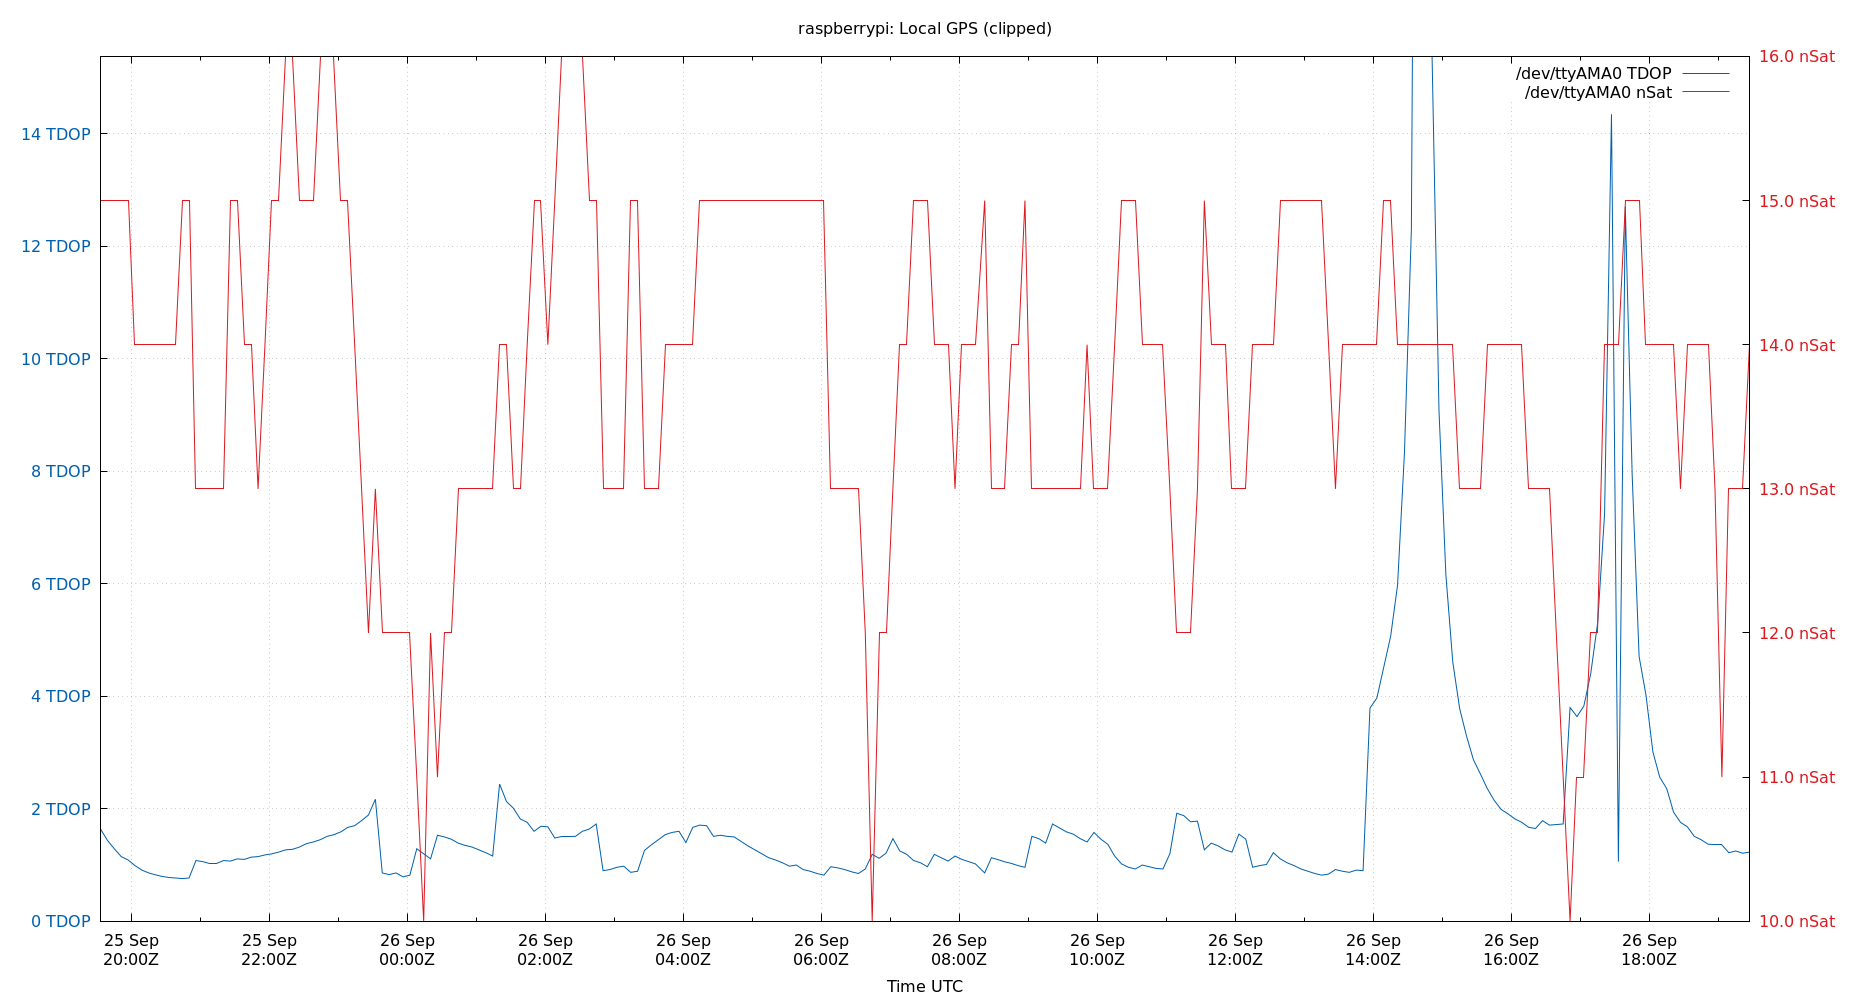 raspberrypi: Local GPS (clipped)
/dev/ttyAMA0 TDOP
/dev/ttyAMA0 nSat
14 TDOP
12 TDOP
10 TDOP
8 TDOP
6 TDOP
4 TDOP
2 TDOP
0 TDOP
16.0 nSat
15.0 nSat
14.0 nSat
13.0 nSat
12.0 nSat
11.0 nSat
10.0 nSat
25 Sep
20:00Z
25 Sep
22:00Z
26 Sep
00:00Z
26 Sep
02:00Z
26 Sep
04:00Z
26 Sep
06:00Z
26 Sep
08:00Z
26 Sep
10:00Z
26 Sep
12:00Z
26 Sep
14:00Z
26 Sep
16:00Z
26 Sep
18:00Z
Time UTC